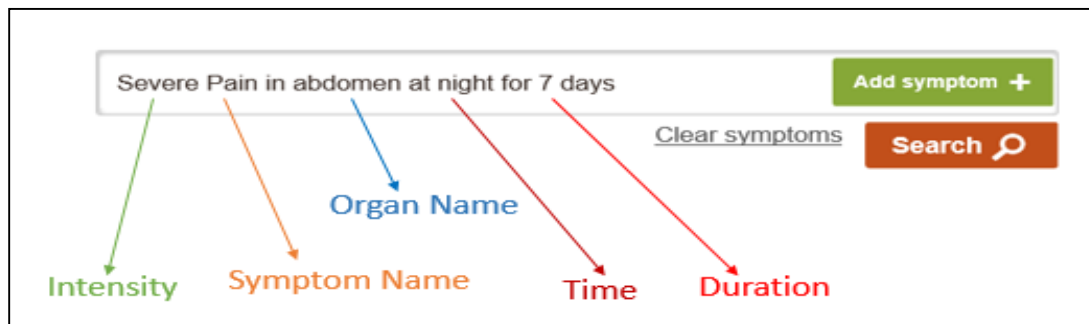 Severe Pain in abdomen at night for 7 days
Add symptom +
Clear symptoms
Search
Organ Name
Intensity
Symptom Name
Time
Duration